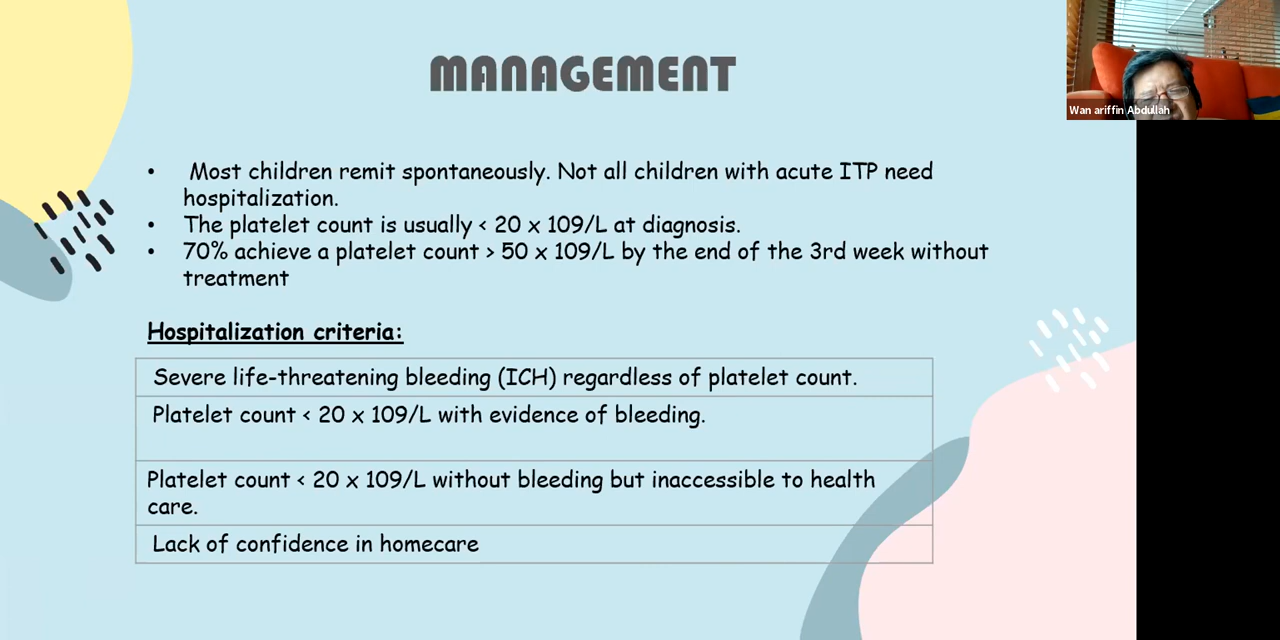 MANAGEMENT
Wan ariffin Abdullah
• Most children remit spontaneously. Not all children with acute ITP need
hospitalization.
• The platelet count is usually < 20 x 109/L at diagnosis.
• 70% achieve a platelet count > 50 x 109/L by the end of the 3rd week without
treatment
Hospitalization criteria:
Severe life-threatening bleeding (ICH) regardless of platelet count.
Platelet count < 20 x 109/L with evidence of bleeding.
Platelet count < 20 x 109/L without bleeding but inaccessible to health
care.
Lack of confidence in homecare